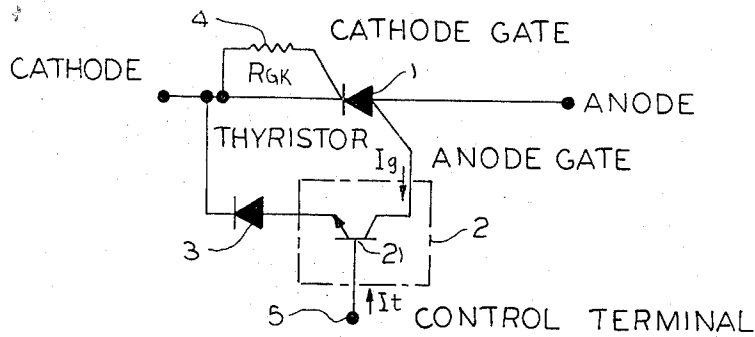 4
CATHODE GATE
1
CATHODE
RGK
ANODE
THYRISTOR
Ig
ANODE GATE
2
3
21
5
It
CONTROL TERMINAL